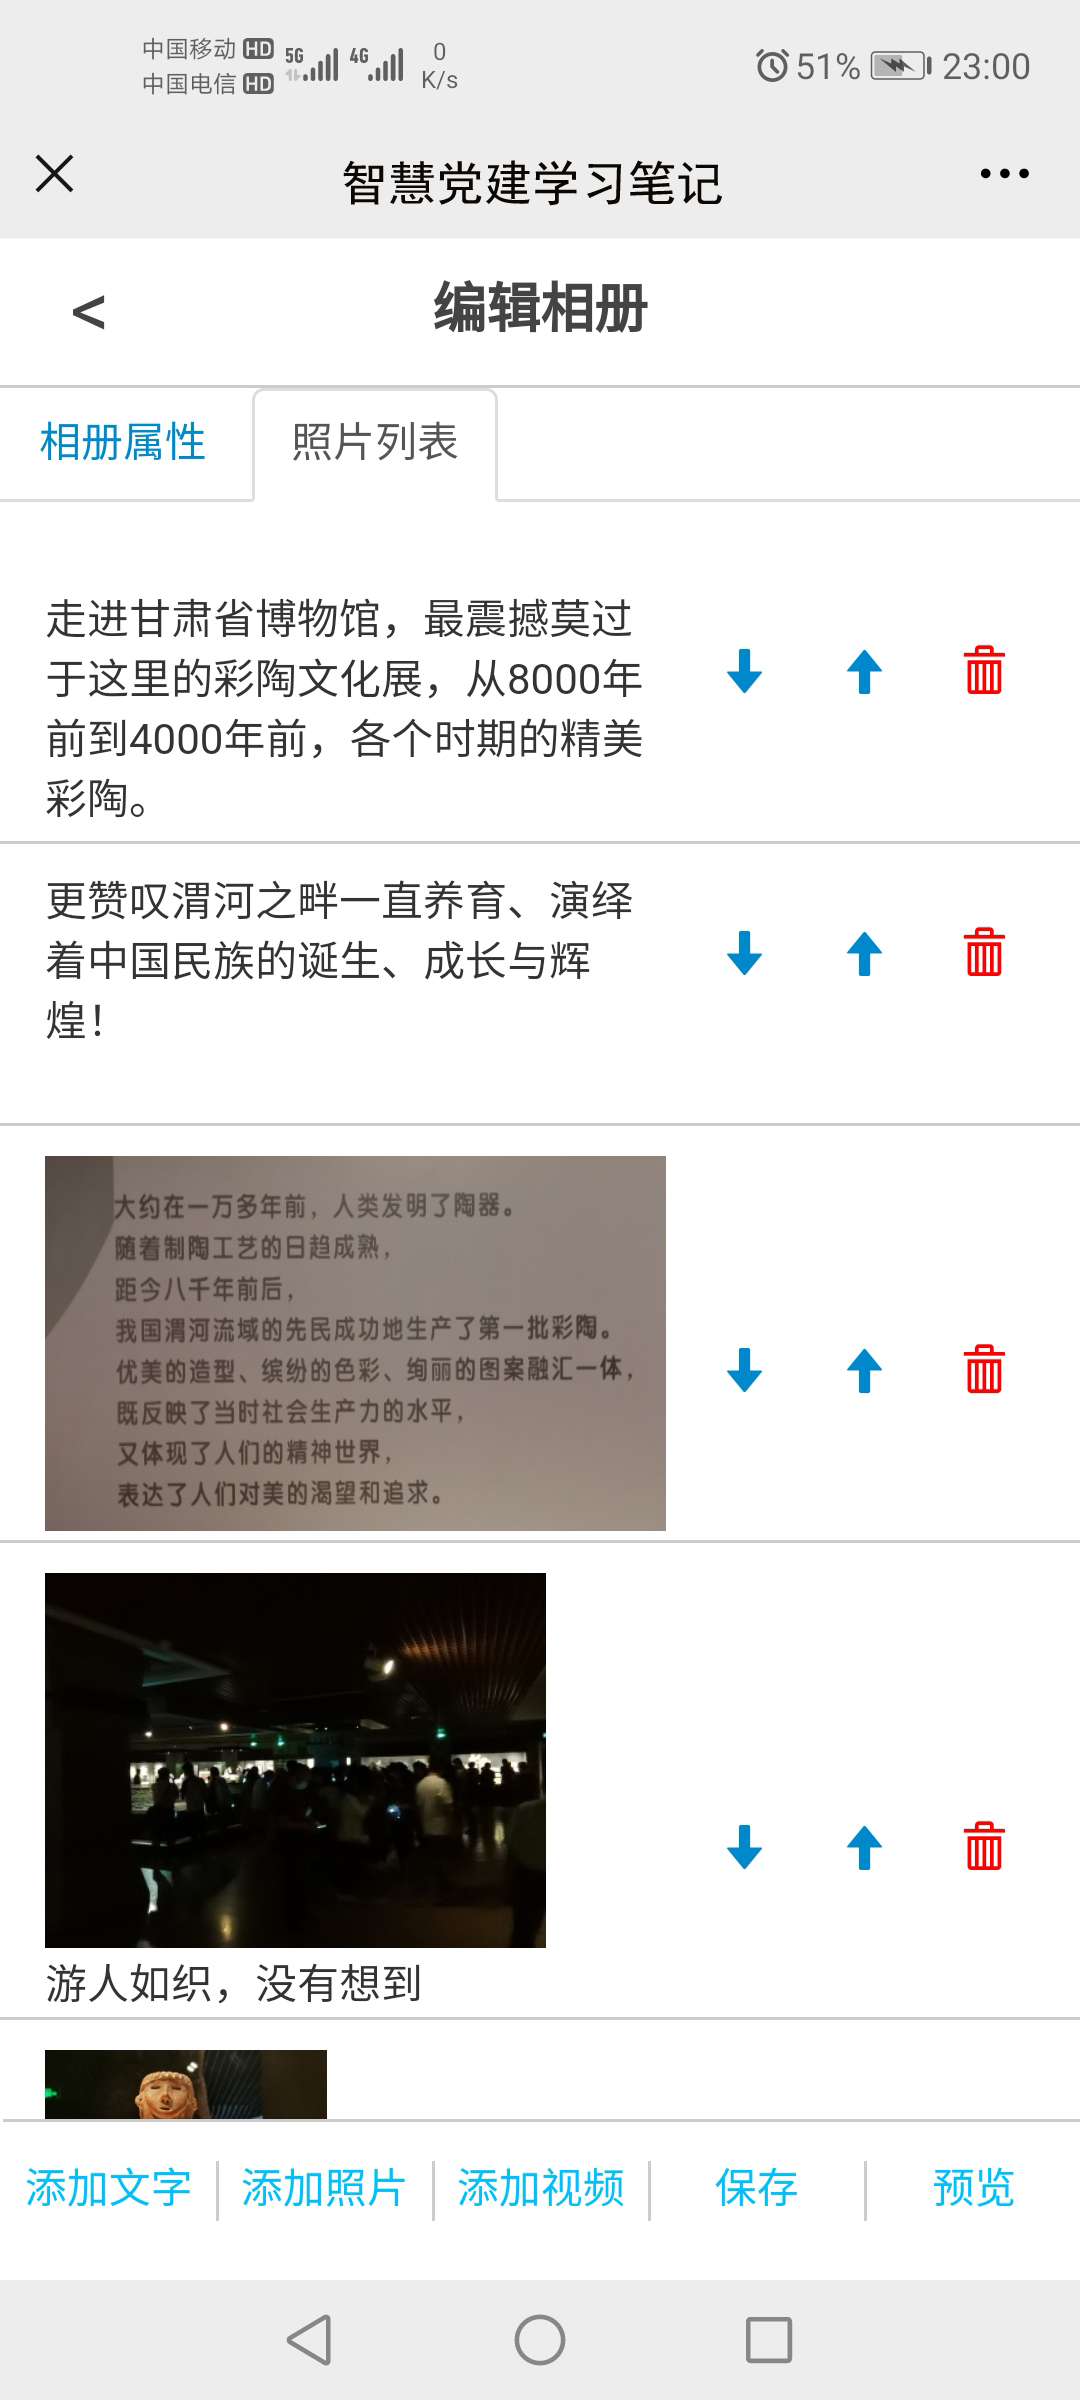 中国移动 HD 5G 4G 0 51% 23:00
中国电信 HD K/s
智慧党建学习笔记
< 编辑相册
相册属性 照片列表
走进甘肃省博物馆，最震撼莫过
于这里的彩陶文化展，从8000年
前到4000年前，各个时期的精美
彩陶。
更赞叹渭河之畔一直养育、演绎
着中国民族的诞生、成长与辉
煌！
大约在一万多年前，人类发明了陶器。
随着制陶工艺的日趋成熟，
距今八千年前后，
我国渭河流域的先民成功地生产了第一批彩陶。
优美的造型、缤纷的色彩、绚丽的图案融汇一体，
既反映了当时社会生产力的水平，
又体现了人们的精神世界，
表达了人们对美的渴望和追求。
游人如织，没有想到
添加文字 添加照片 添加视频 保存 预览